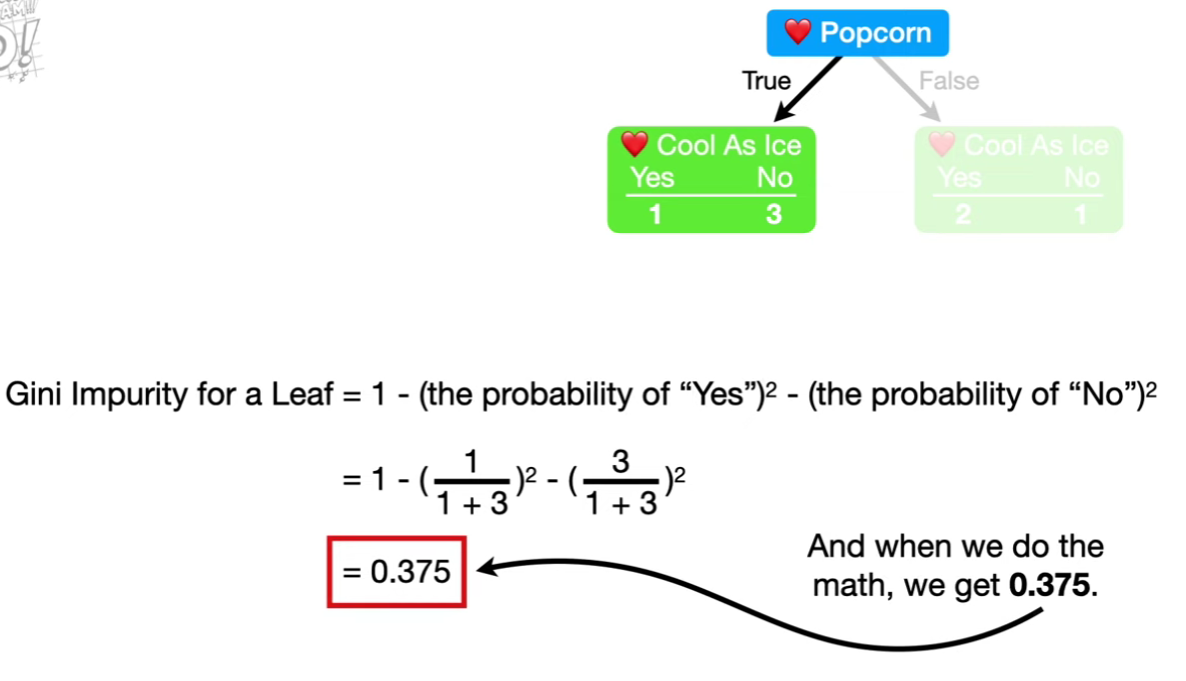 AM!!!
O!
❤️ Popcorn
True
False
❤️ Cool As Ice
Yes No
1 3
❤️ Cool As Ice
Yes No
2 1
Gini Impurity for a Leaf = 1 - (the probability of “Yes”)² - (the probability of “No”)²
= 1 - (1/(1 + 3))² - (3/(1 + 3))²
= 0.375
And when we do the
math, we get 0.375.